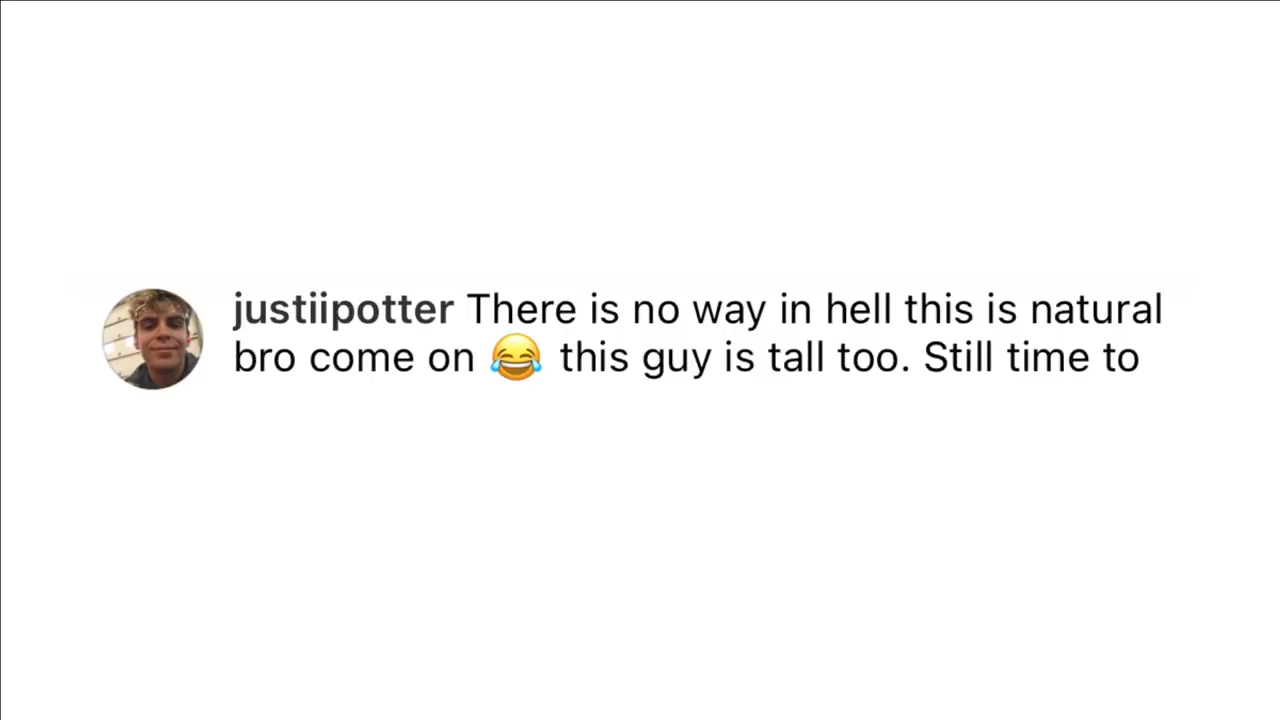 justiipotter There is no way in hell this is natural
bro come on 😂 this guy is tall too. Still time to